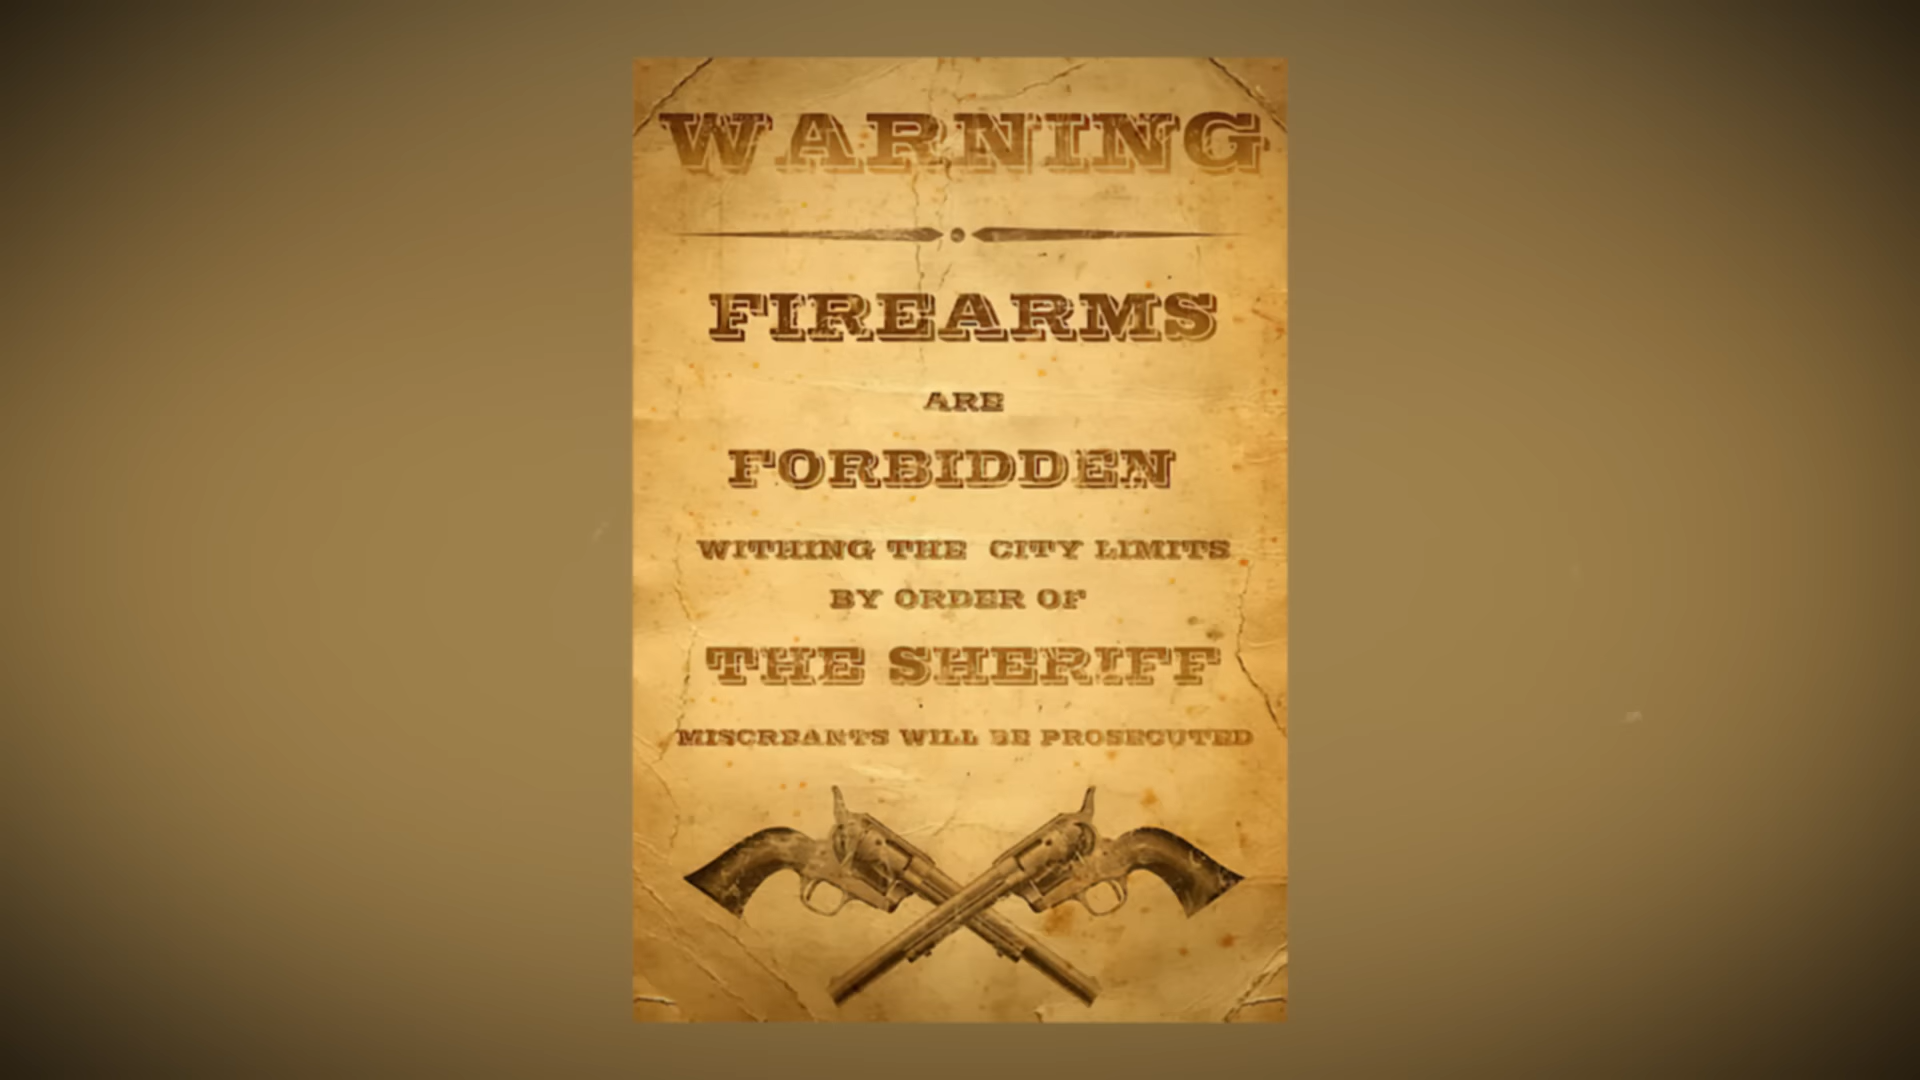 WARNING
FIREARMS
ARE
FORBIDDEN
WITHING THE CITY LIMITS
BY ORDER OF
THE SHERIFF
MISCREANTS WILL BE PROSECUTED